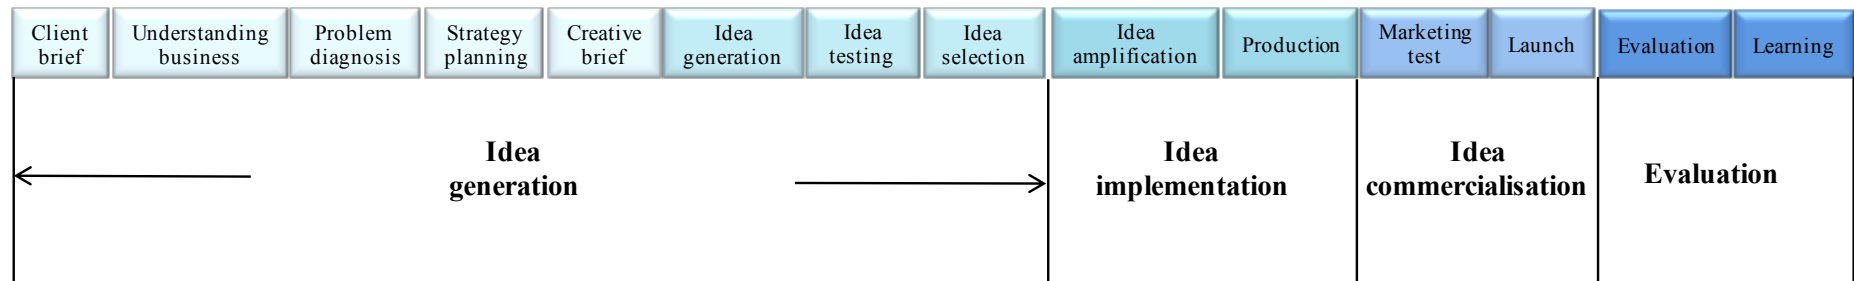 Client
brief
Understanding
business
Problem
diagnosis
Strategy
planning
Creative
brief
Idea
generation
Idea
testing
Idea
selection
Idea
amplification
Production
Marketing
test
Launch
Evaluation
Learning
Idea
generation
Idea
implementation
Idea
commercialisation
Evaluation